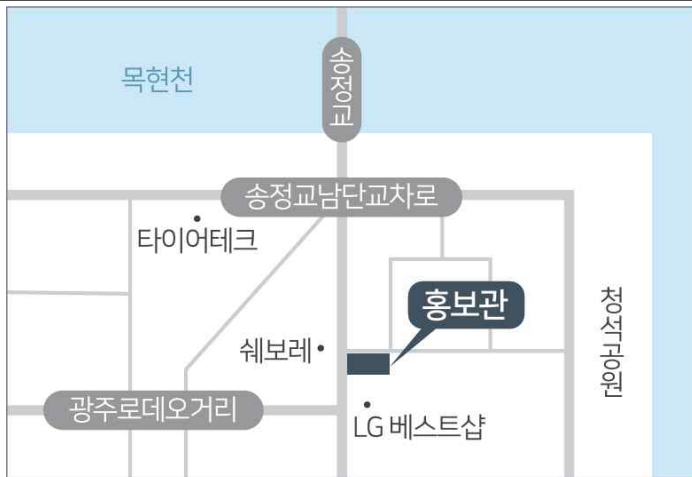 목현천
송정교
송정교남단교차로
타이어테크
홍보관
청석공원
쉐보레
광주로데오거리
LG 베스트샵